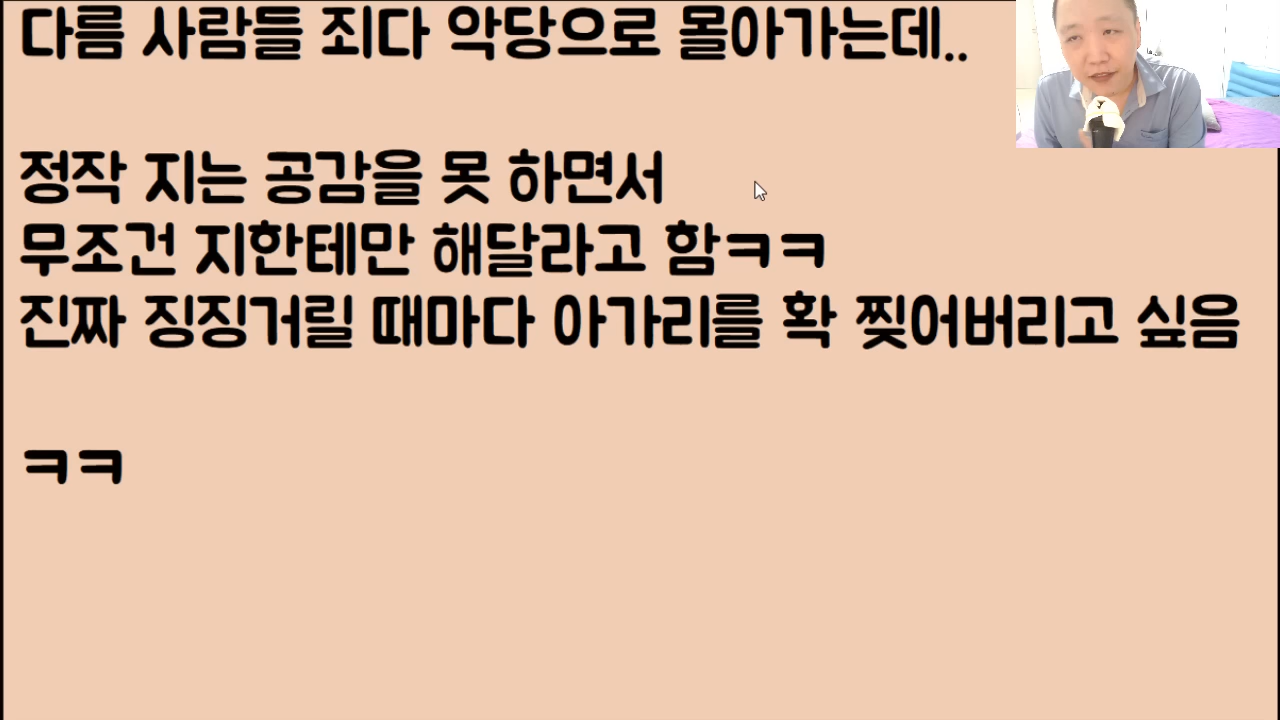 다름 사람들 죄다 악당으로 몰아가는데..
정작 지는 공감을 못 하면서
무조건 지한테만 해달라고 함ㅋㅋ
진짜 징징거릴 때마다 아가리를 확 찢어버리고 싶음
ㅋㅋ